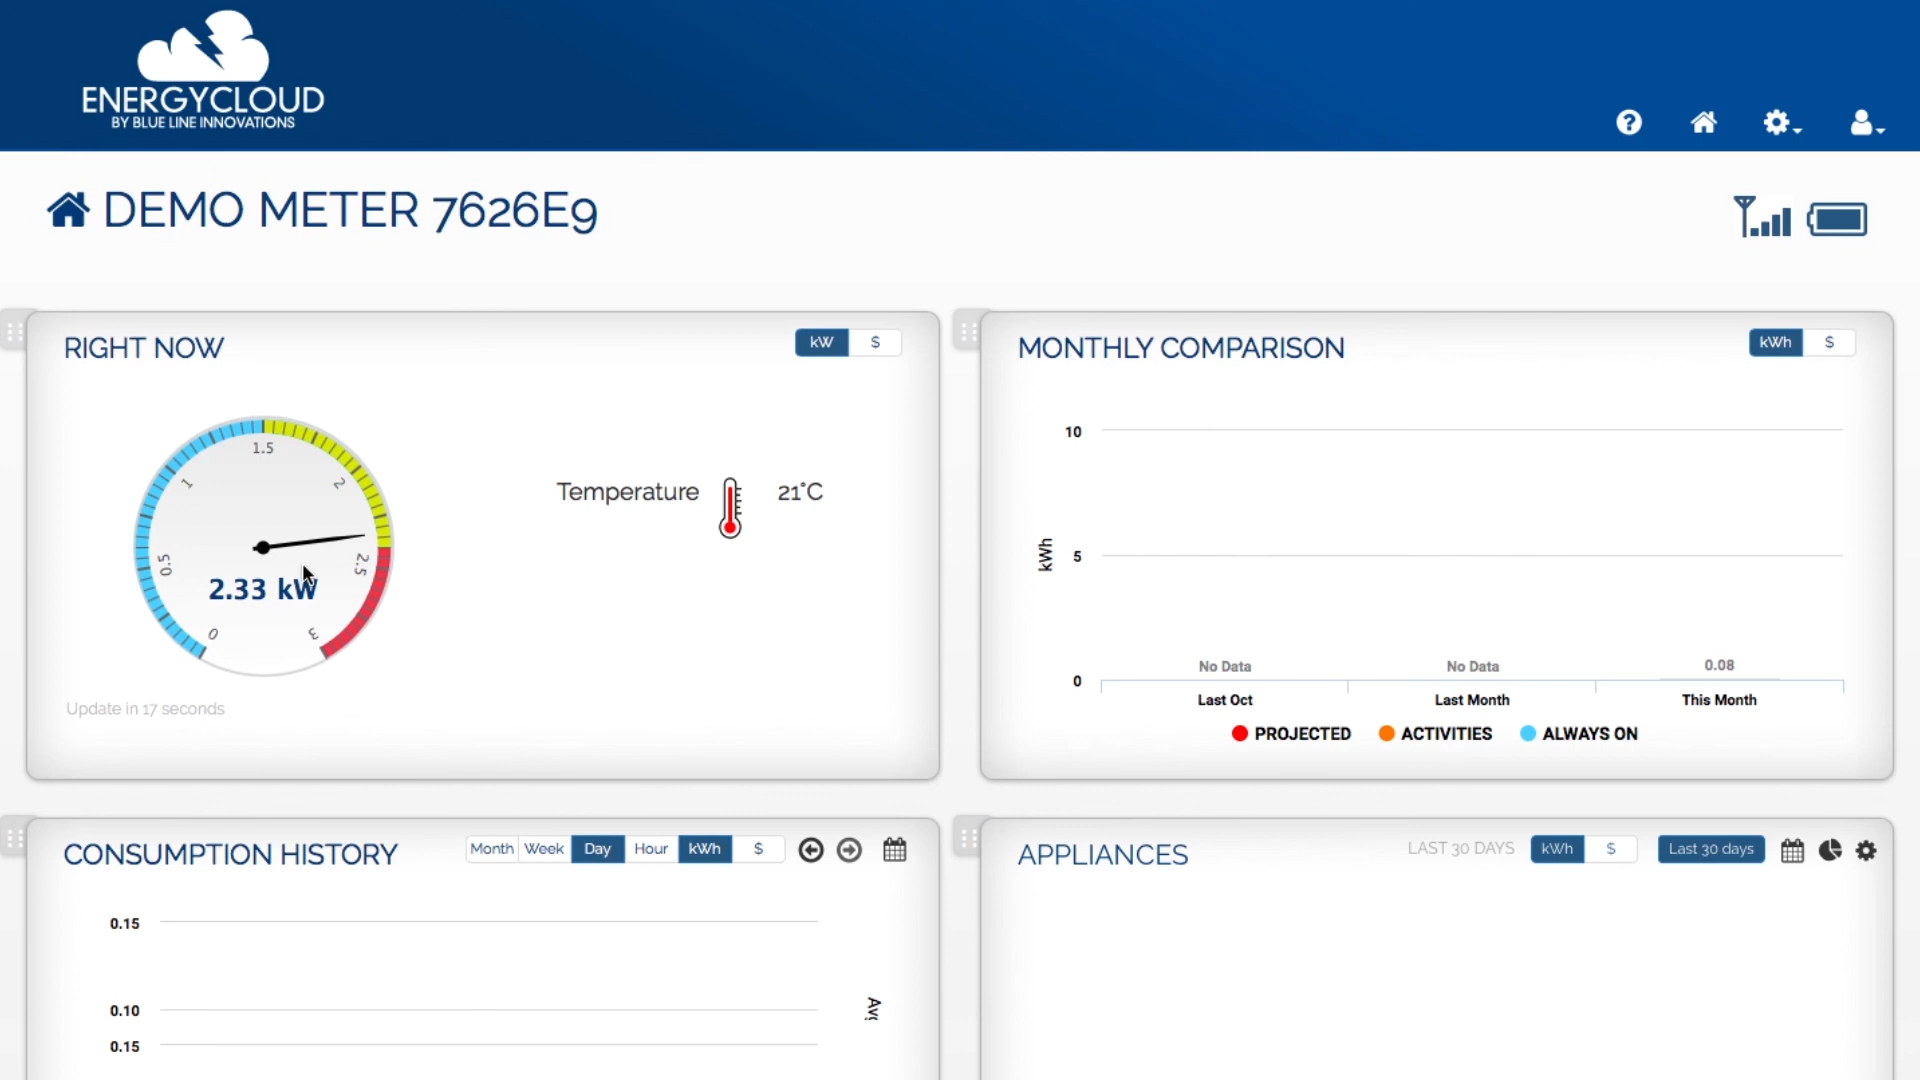 ENERGYCLOUD
BY BLUE LINE INNOVATIONS
DEMO METER 7626E9
RIGHT NOW
kW $
1.5
1 2
0.5 2.5
2.33 kW
0 3
Temperature 21°C
Update in 17 seconds
MONTHLY COMPARISON
kWh $
10
kWh
5
0
No Data No Data 0.08
Last Oct Last Month This Month
PROJECTED ACTIVITIES ALWAYS ON
CONSUMPTION HISTORY
Month Week Day Hour kWh $
0.15
0.10
0.15
Avg
APPLIANCES
LAST 30 DAYS kWh $ Last 30 days